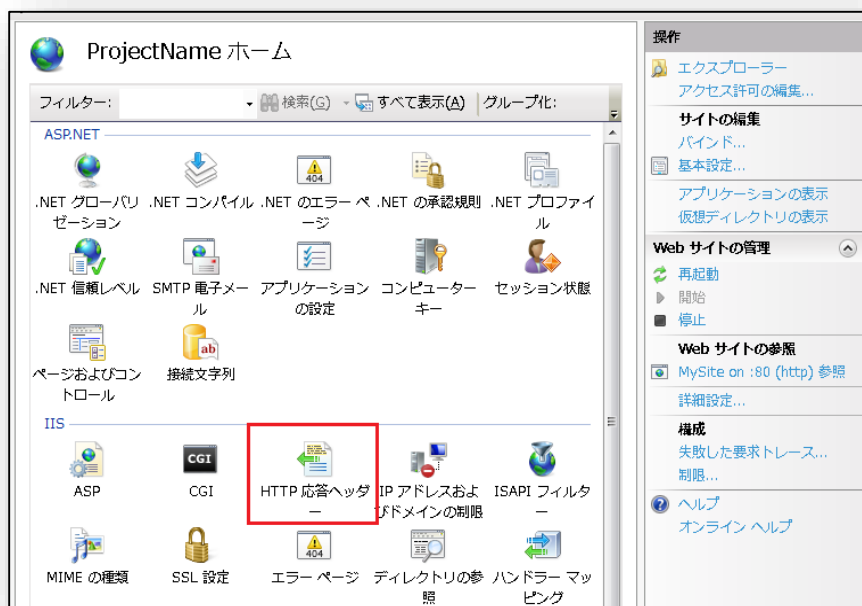 ProjectName ホーム
フィルター: 検索(G) すべて表示(A) グループ化:
ASP.NET
.NET グローバリ
ゼーション
.NET コンパイル
.NET のエラー ペ
ージ
.NET の承認規則
.NET プロファイ
ル
.NET 信頼レベル
SMTP 電子メー
ル
アプリケーション
の設定
コンピューター
キー
セッション状態
ページおよびコン
トロール
接続文字列
ab
IIS
ASP
CGI
CGI
HTTP 応答ヘッダ
ー
IP アドレスおよ
びドメインの制限
ISAPI フィルタ
ー
MIME の種類
SSL 設定
404
エラー ページ
ディレクトリの参
照
ハンドラー マッ
ピング
404
操作
エクスプローラー
アクセス許可の編集...
サイトの編集
バインド...
基本設定...
アプリケーションの表示
仮想ディレクトリの表示
Web サイトの管理
再起動
開始
停止
Web サイトの参照
MySite on :80 (http) 参照
詳細設定...
構成
失敗した要求トレース...
制限...
ヘルプ
オンライン ヘルプ